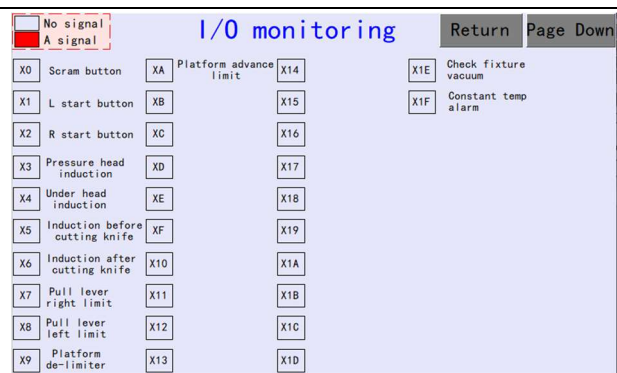 No signal
A signal
I/O monitoring
Return
Page Down
X0 Scram button
X1 L start button
X2 R start button
X3 Pressure head
induction
X4 Under head
induction
X5 Induction before
cutting knife
X6 Induction after
cutting knife
X7 Pull lever
right limit
X8 Pull lever
left limit
X9 Platform
de-limiter
XA Platform advance
limit
XB
XC
XD
XE
XF
X10
X11
X12
X13
X14
X15
X16
X17
X18
X19
X1A
X1B
X1C
X1D
X1E Check fixture
vacuum
X1F Constant temp
alarm